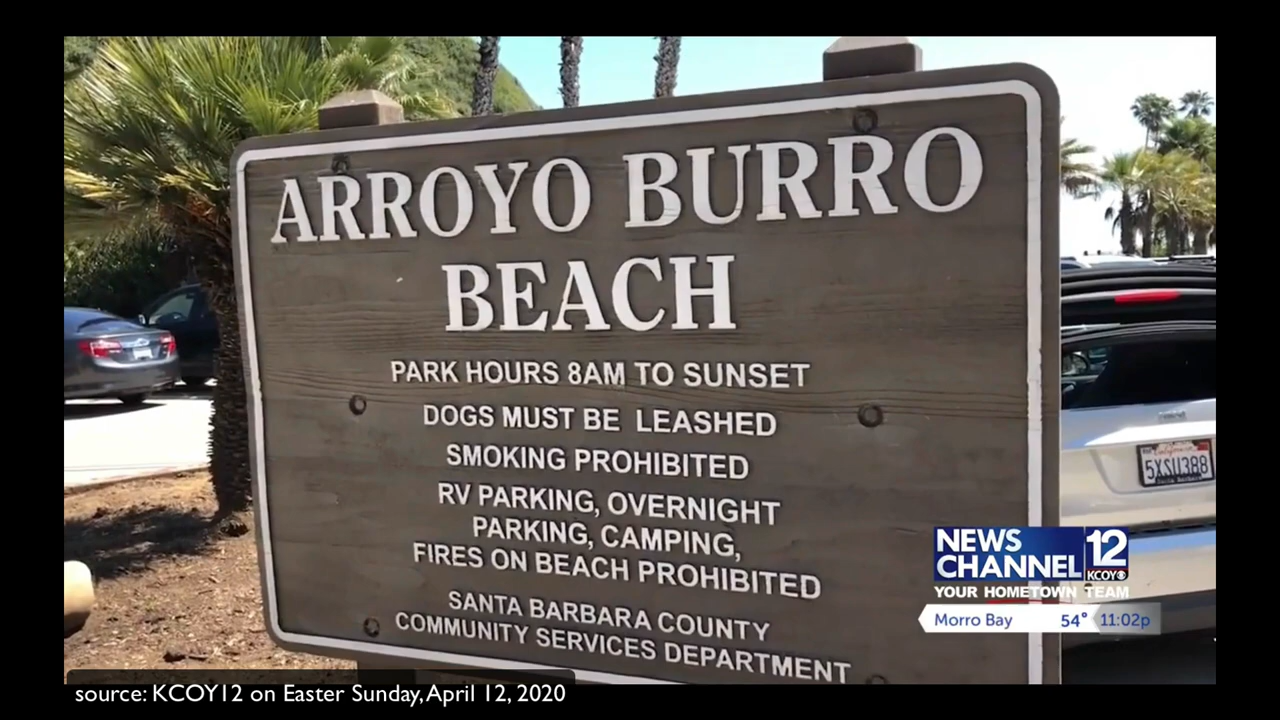 ARROYO BURRO
BEACH
PARK HOURS 8AM TO SUNSET
DOGS MUST BE LEASHED
SMOKING PROHIBITED
RV PARKING, OVERNIGHT
PARKING, CAMPING,
FIRES ON BEACH PROHIBITED
SANTA BARBARA COUNTY
COMMUNITY SERVICES DEPARTMENT
5XSU388
NEWS
CHANNEL 12
KCOY
YOUR HOMETOWN TEAM
Morro Bay 54° 11:02p
source: KCOY12 on Easter Sunday, April 12, 2020